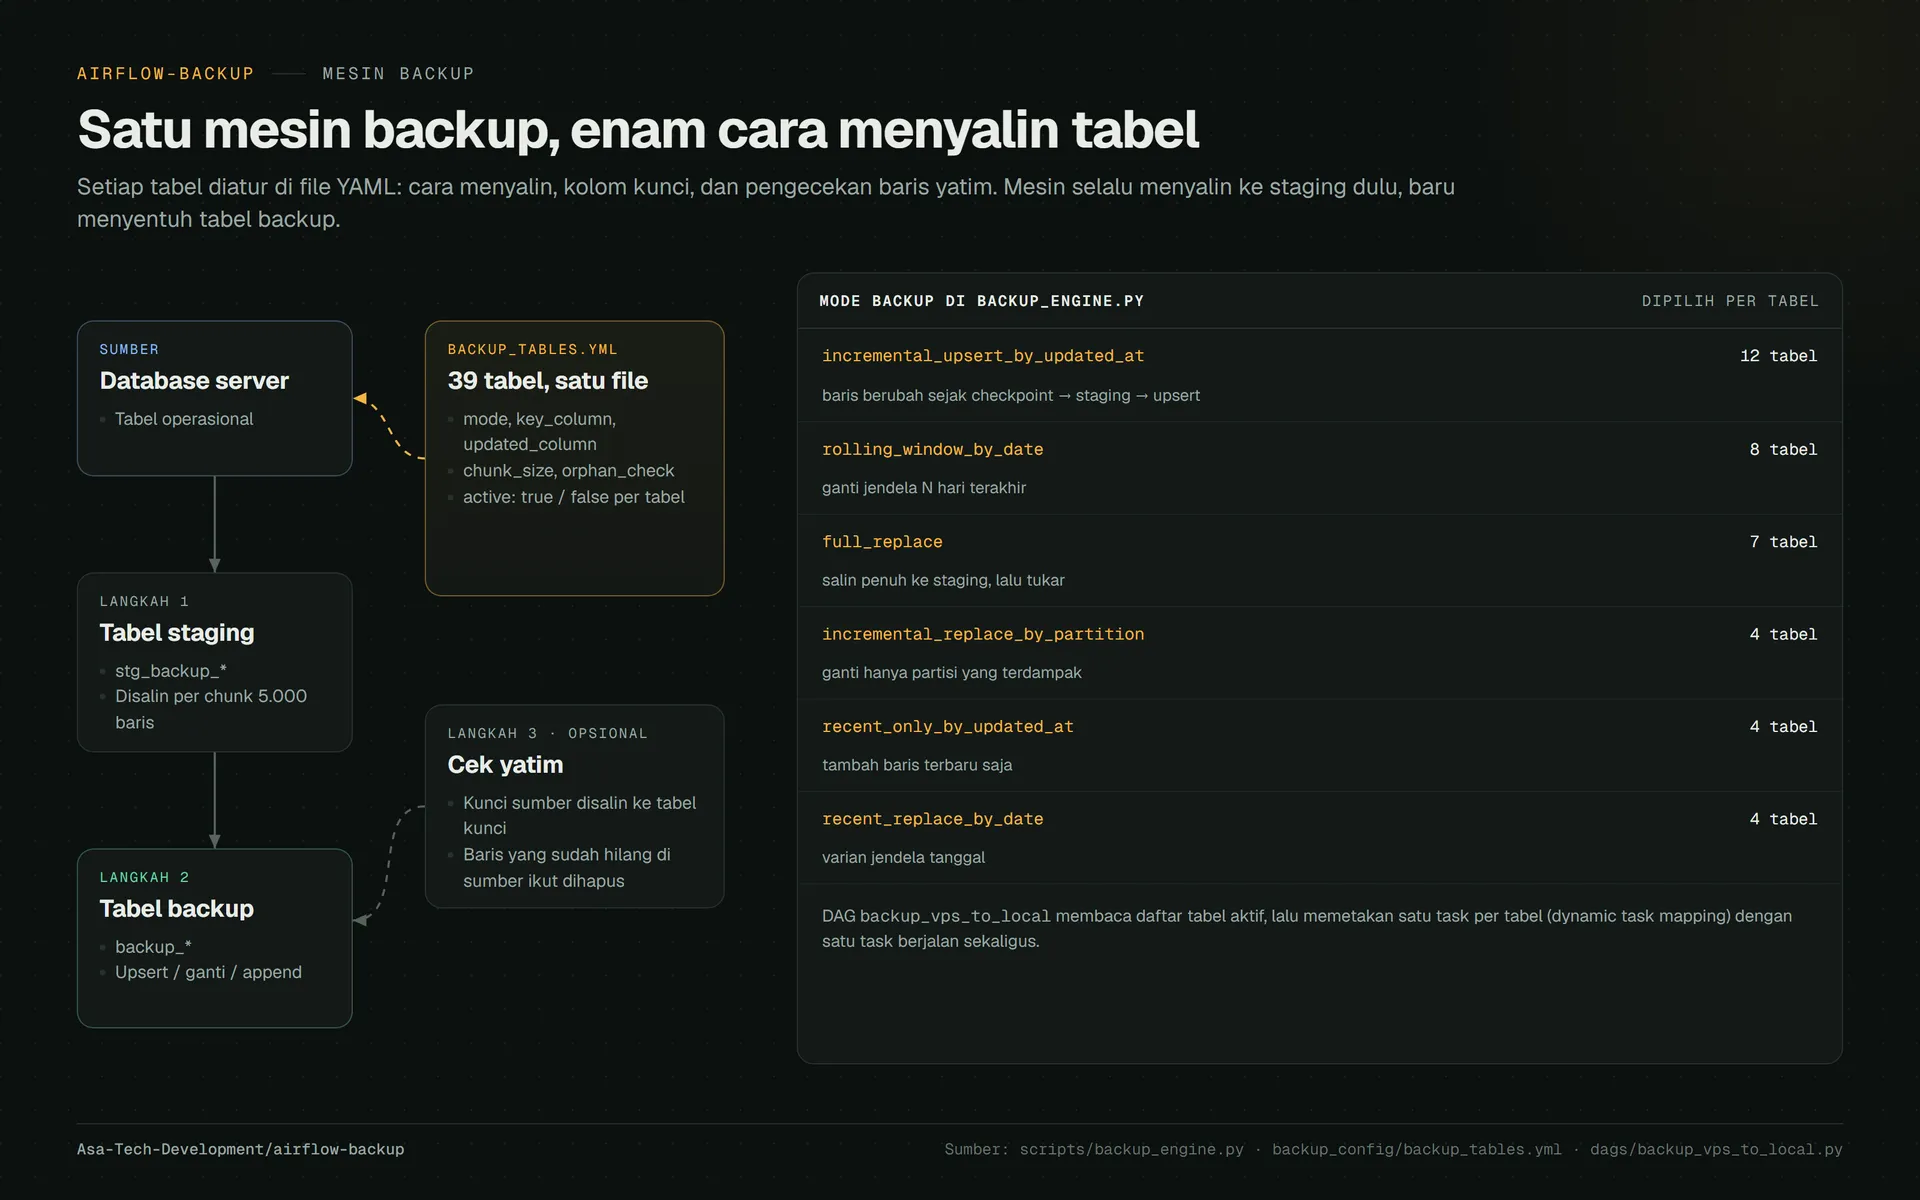 AIRFLOW-BACKUP MESIN BACKUP
Satu mesin backup, enam cara menyalin tabel
Setiap tabel diatur di file YAML: cara menyalin, kolom kunci, dan pengecekan baris yatim. Mesin selalu menyalin ke staging dulu, baru
menyentuh tabel backup.
SUMBER
Database server
Tabel operasional
BACKUP_TABLES.YML
39 tabel, satu file
mode, key_column,
updated_column
chunk_size, orphan_check
active: true / false per tabel
LANGKAH 1
Tabel staging
stg_backup_*
Disalin per chunk 5.000
baris
LANGKAH 3 · OPSIONAL
Cek yatim
Kunci sumber disalin ke tabel
kunci
Baris yang sudah hilang di
sumber ikut dihapus
LANGKAH 2
Tabel backup
backup_*
Upsert / ganti / append
MODE BACKUP DI BACKUP_ENGINE.PY DIPILIH PER TABEL
incremental_upsert_by_updated_at 12 tabel
baris berubah sejak checkpoint → staging → upsert
rolling_window_by_date 8 tabel
ganti jendela N hari terakhir
full_replace 7 tabel
salin penuh ke staging, lalu tukar
incremental_replace_by_partition 4 tabel
ganti hanya partisi yang terdampak
recent_only_by_updated_at 4 tabel
tambah baris terbaru saja
recent_replace_by_date 4 tabel
varian jendela tanggal
DAG backup_vps_to_local membaca daftar tabel aktif, lalu memetakan satu task per tabel (dynamic task mapping) dengan
satu task berjalan sekaligus.
Asa-Tech-Development/airflow-backup
Sumber: scripts/backup_engine.py · backup_config/backup_tables.yml · dags/backup_vps_to_local.py